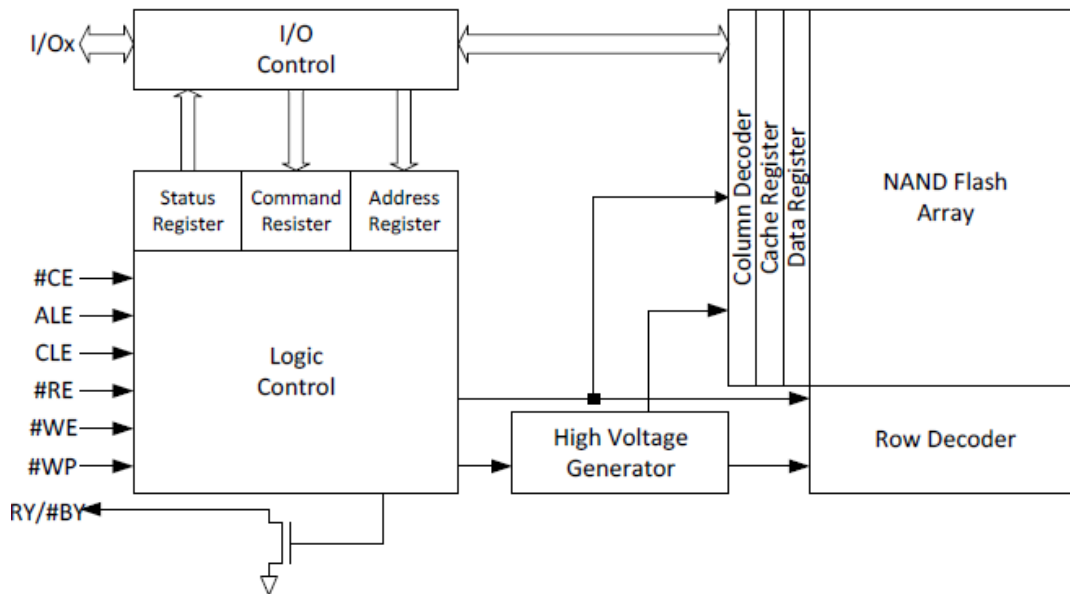 I/Ox
I/O
Control
Status
Register
Command
Resister
Address
Register
#CE
ALE
CLE
#RE
#WE
#WP
RY/#BY
Logic
Control
High Voltage
Generator
Column Decoder
Cache Register
Data Register
NAND Flash
Array
Row Decoder